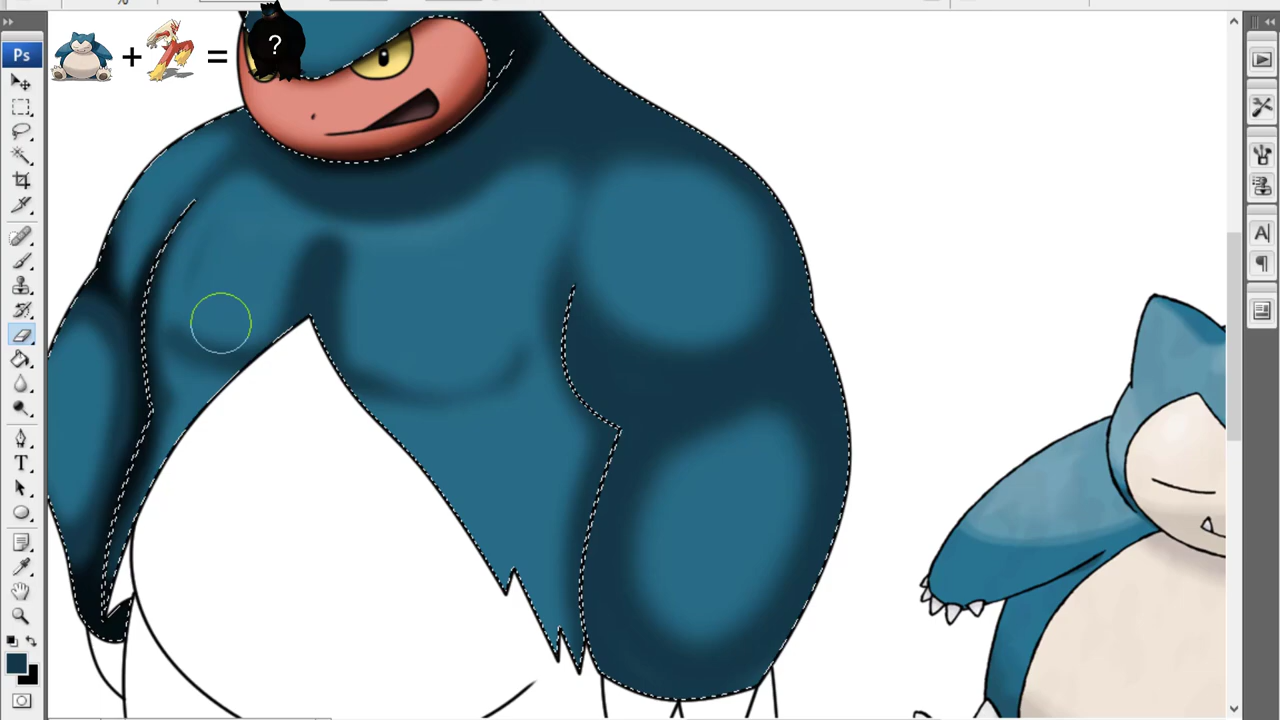 + ? =
Ps
T
A
¶